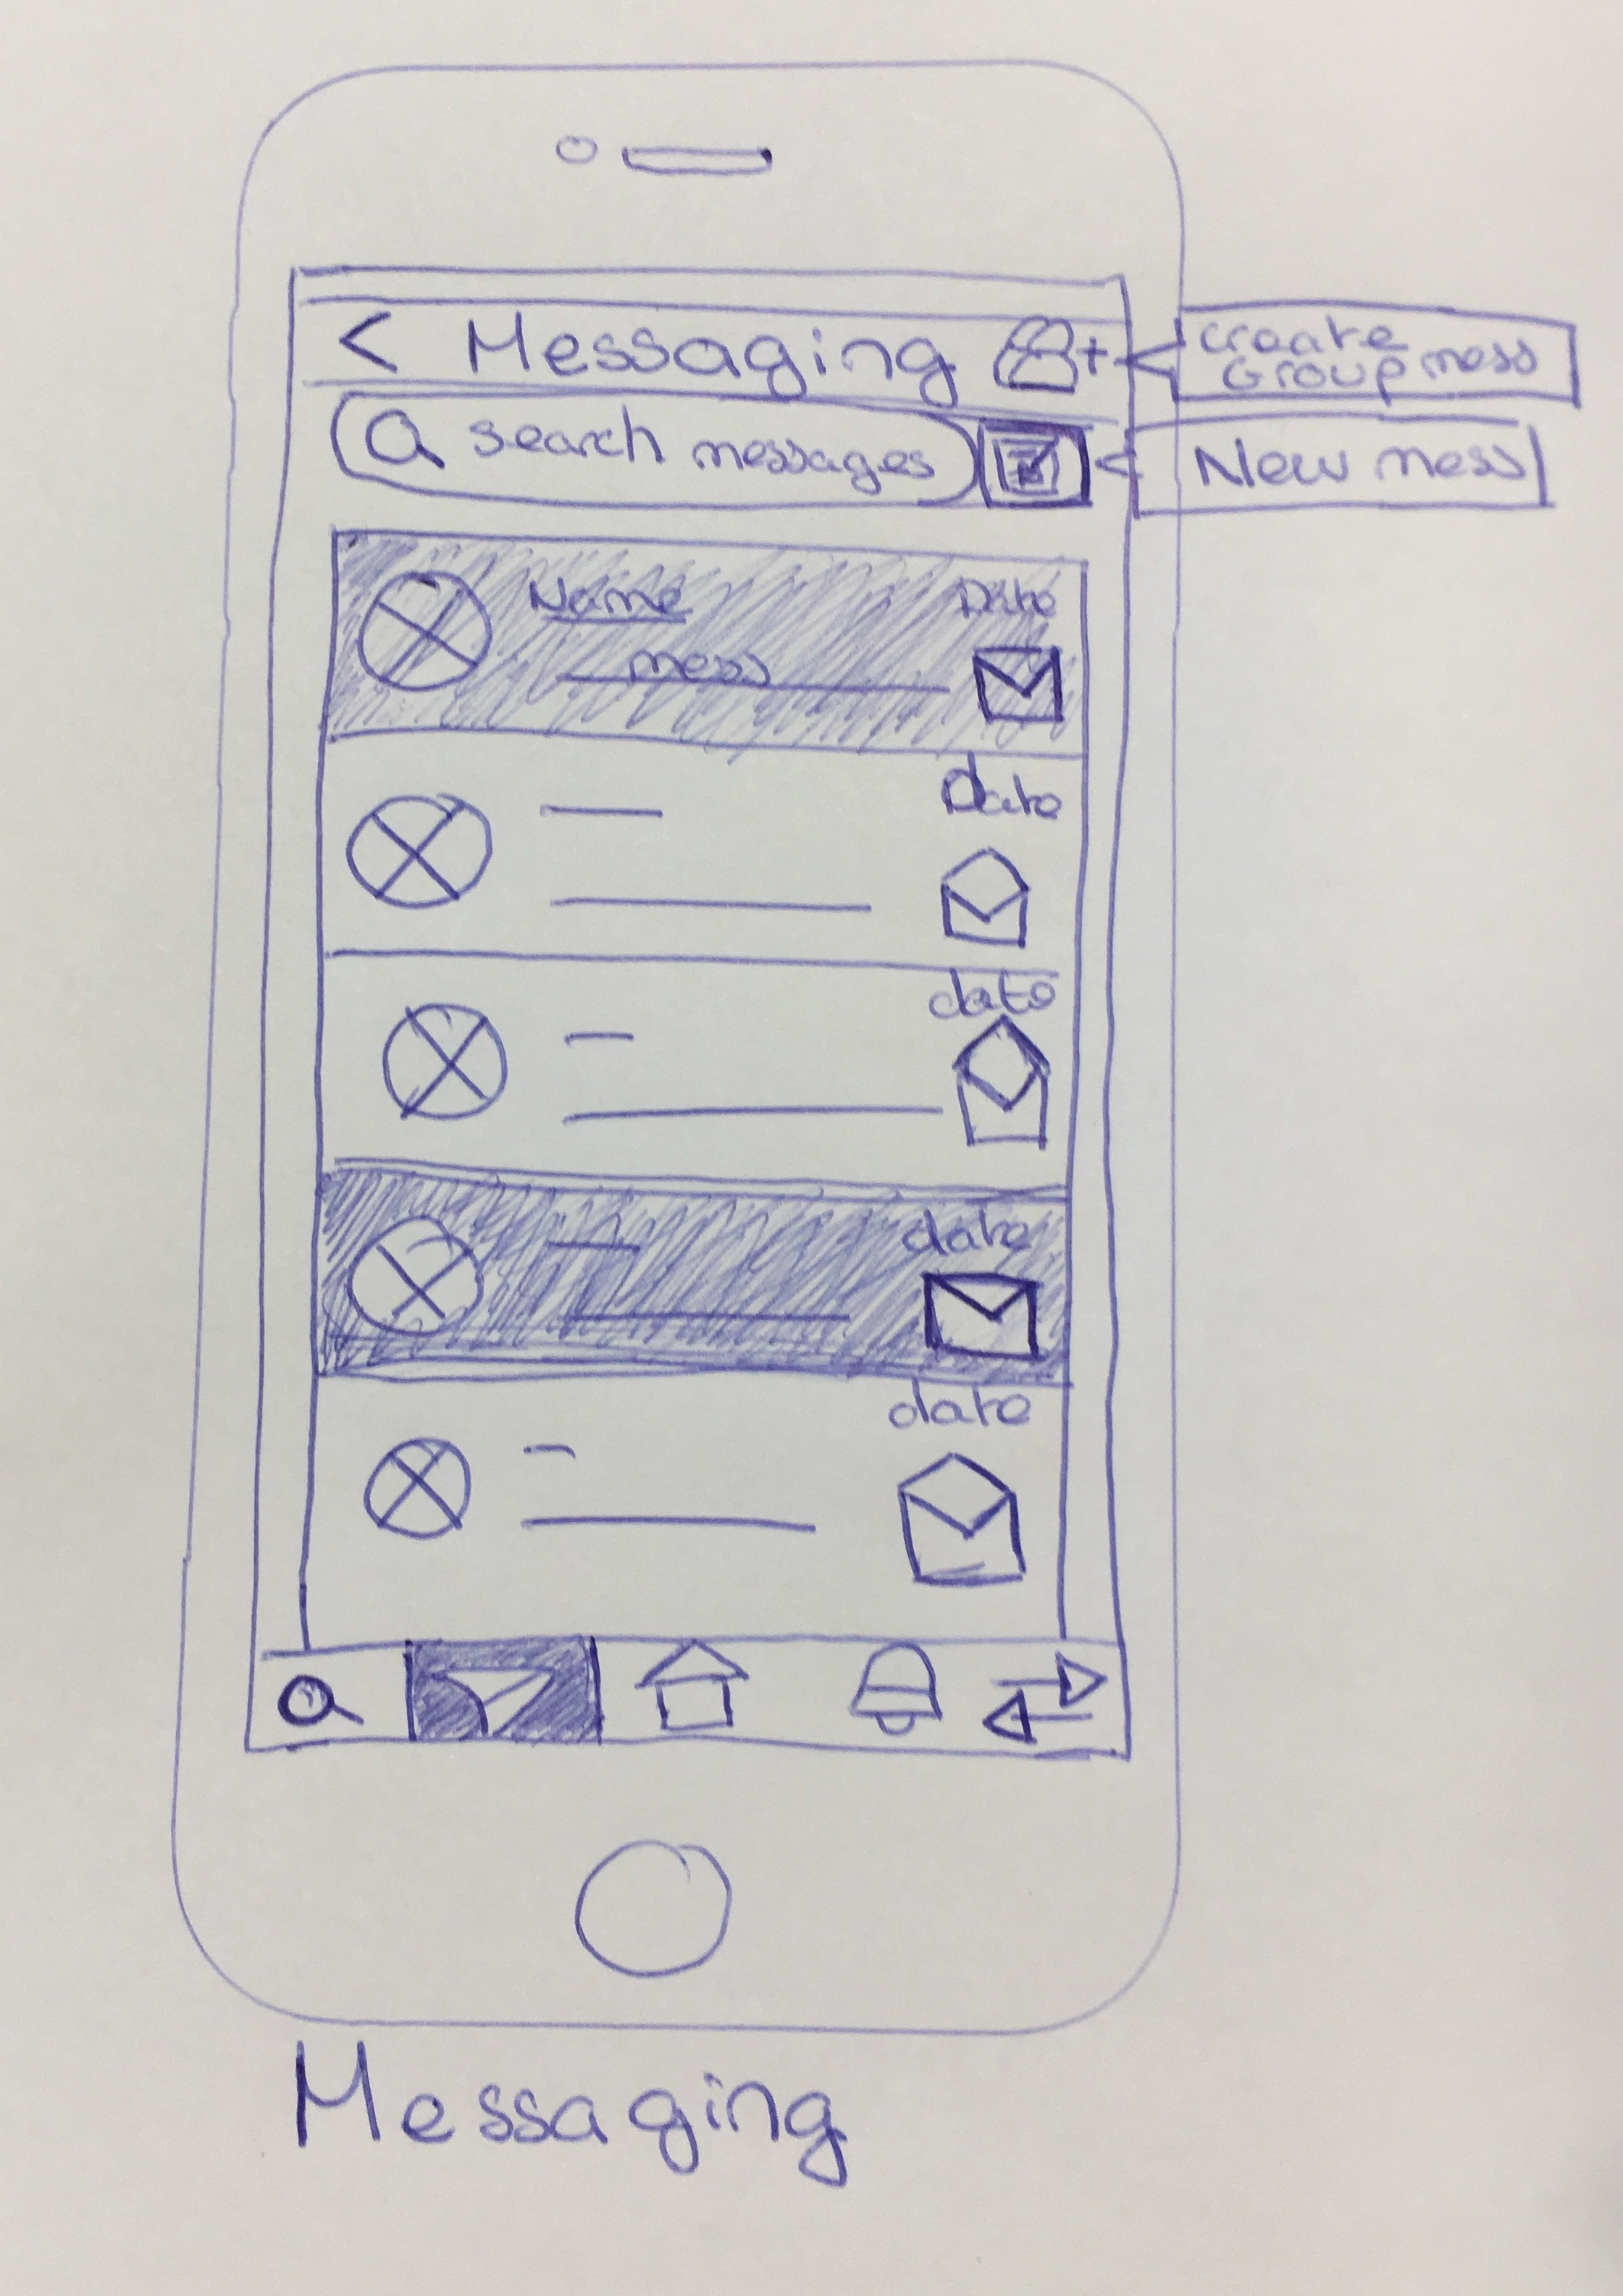 < Messaging
create
Group mess
search messages
New mess
Name
Date
mess
Date
date
date
date
Messaging